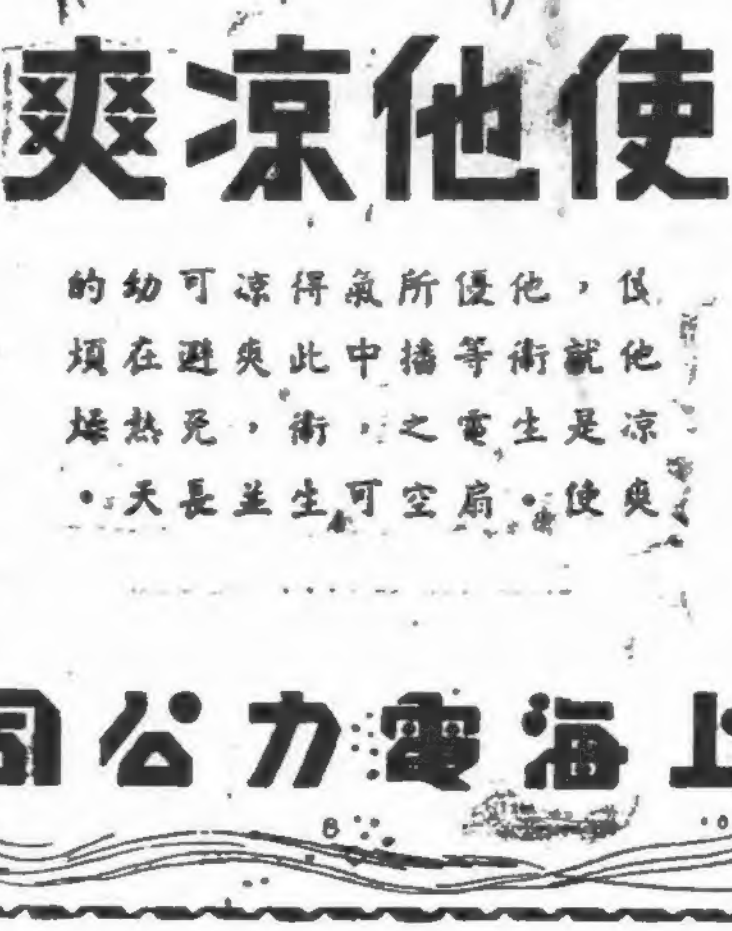 使他凉爽
使他涼爽
，就是使
他衛生。
優等電扇
所播之空
氣中，可
得此衛生
涼爽，並
可避免長
幼在熱天
的煩燥。
上海電力公司